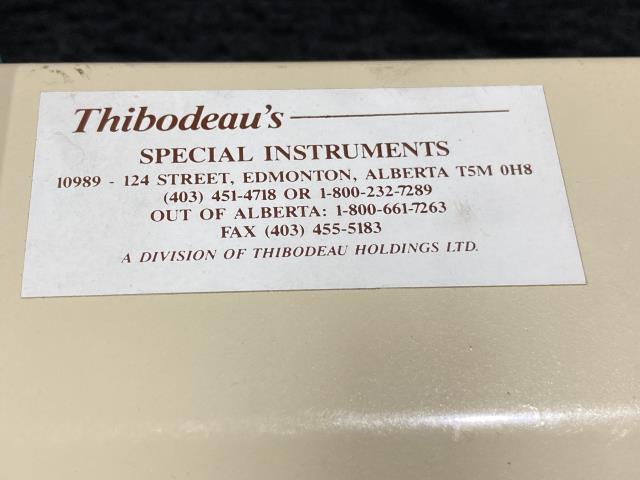 Thibodeau's
SPECIAL INSTRUMENTS
10989 - 124 STREET, EDMONTON, ALBERTA T5M 0H8
(403) 451-4718 OR 1-800-232-7289
OUT OF ALBERTA: 1-800-661-7263
FAX (403) 455-5183
A DIVISION OF THIBODEAU HOLDINGS LTD.